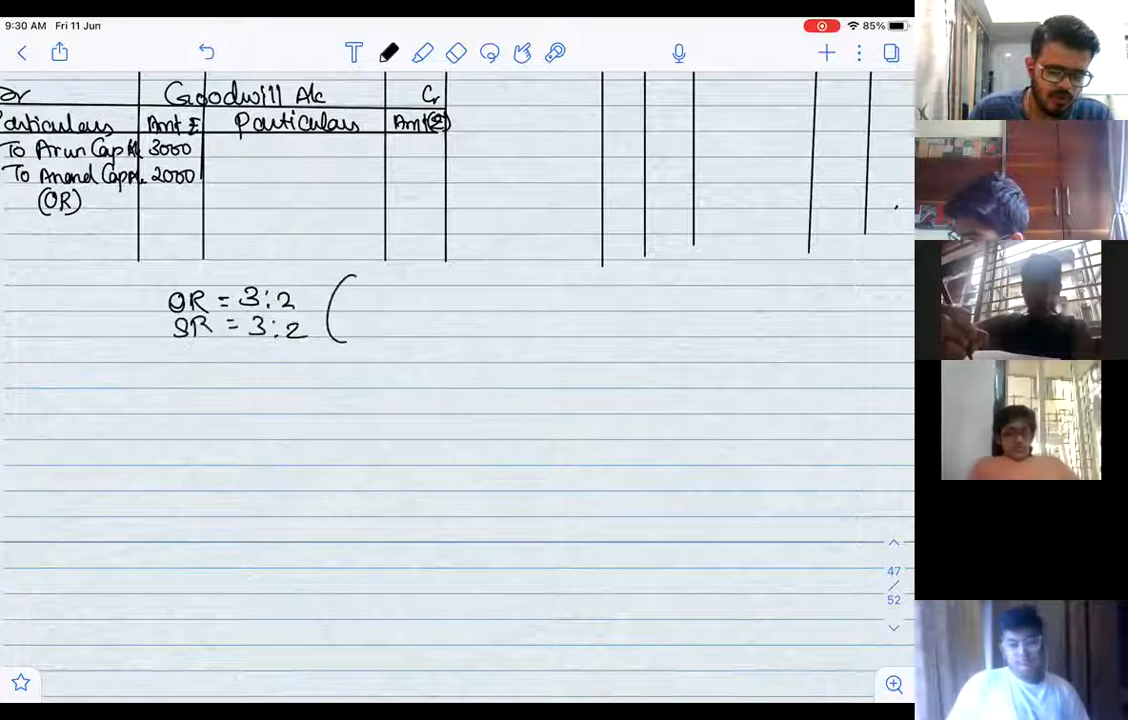 9:30 AM Fri 11 Jun
85%
Dr Goodwill A/c Cr
Particulars Amt ₹ Particulars Amt(₹)
To Arun Cap A/c 3000
To Anand Cap A/c 2000
(OR)
OR = 3:2 (
SR = 3:2
47
52